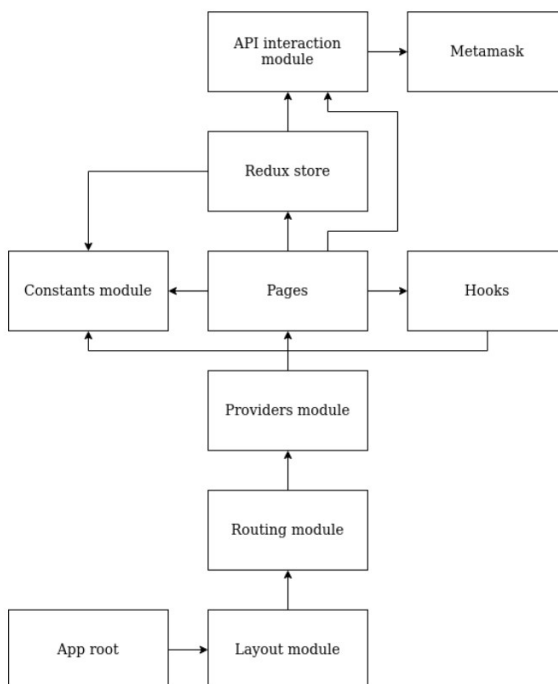 API interaction
module
Metamask
Redux store
Constants module
Pages
Hooks
Providers module
Routing module
App root
Layout module